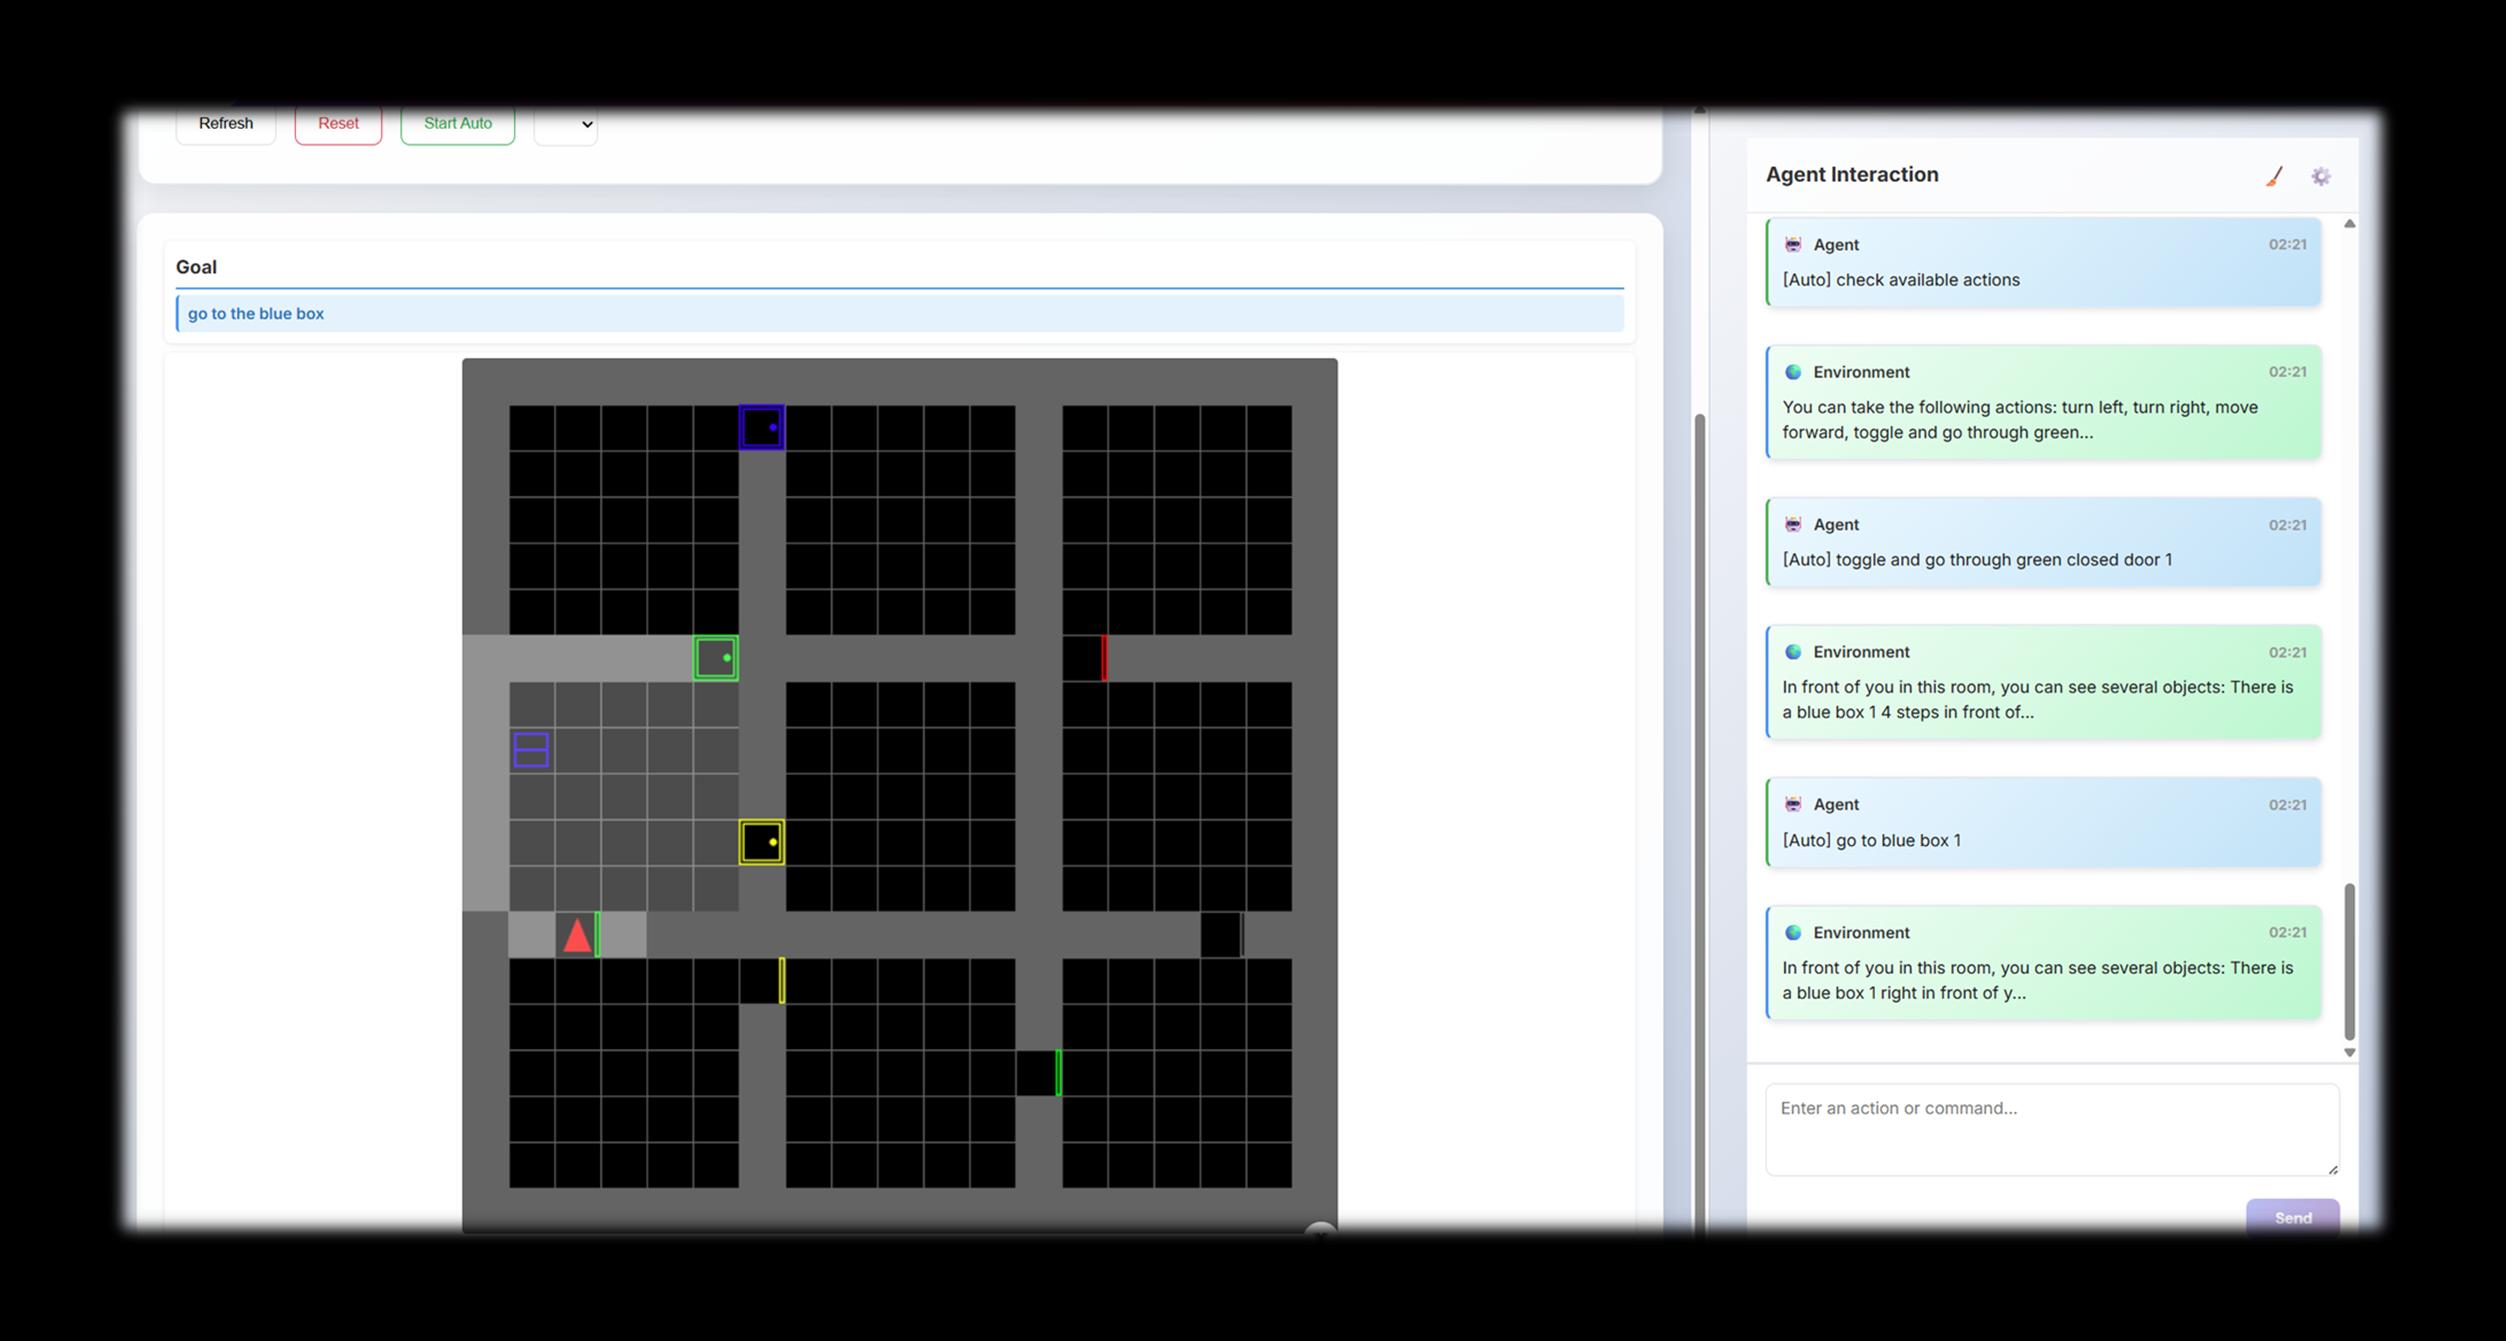 Refresh
Reset
Start Auto
Goal
go to the blue box
Agent Interaction
Agent
02:21
[Auto] check available actions
Environment
02:21
You can take the following actions: turn left, turn right, move
forward, toggle and go through green...
Agent
02:21
[Auto] toggle and go through green closed door 1
Environment
02:21
In front of you in this room, you can see several objects: There is
a blue box 1 4 steps in front of...
Agent
02:21
[Auto] go to blue box 1
Environment
02:21
In front of you in this room, you can see several objects: There is
a blue box 1 right in front of y...
Enter an action or command...
Send